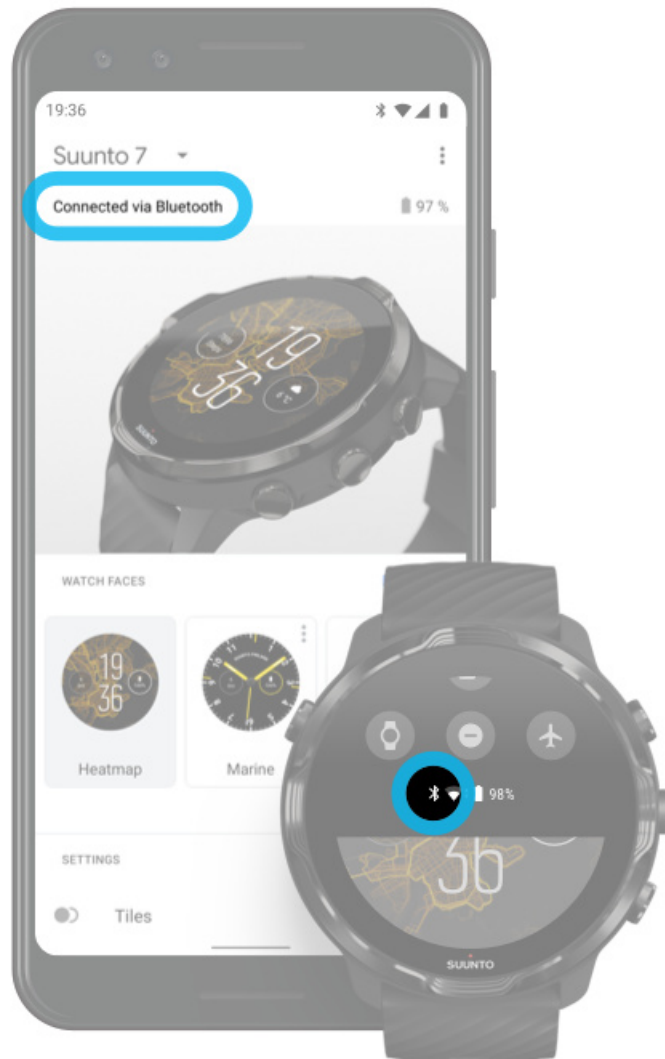 19:36
Suunto 7
Connected via Bluetooth
97 %
19
36
SUUNTO
WATCH FACES
19
36
11
Heatmap
Marine
98%
36
SUUNTO
SETTINGS
Tiles